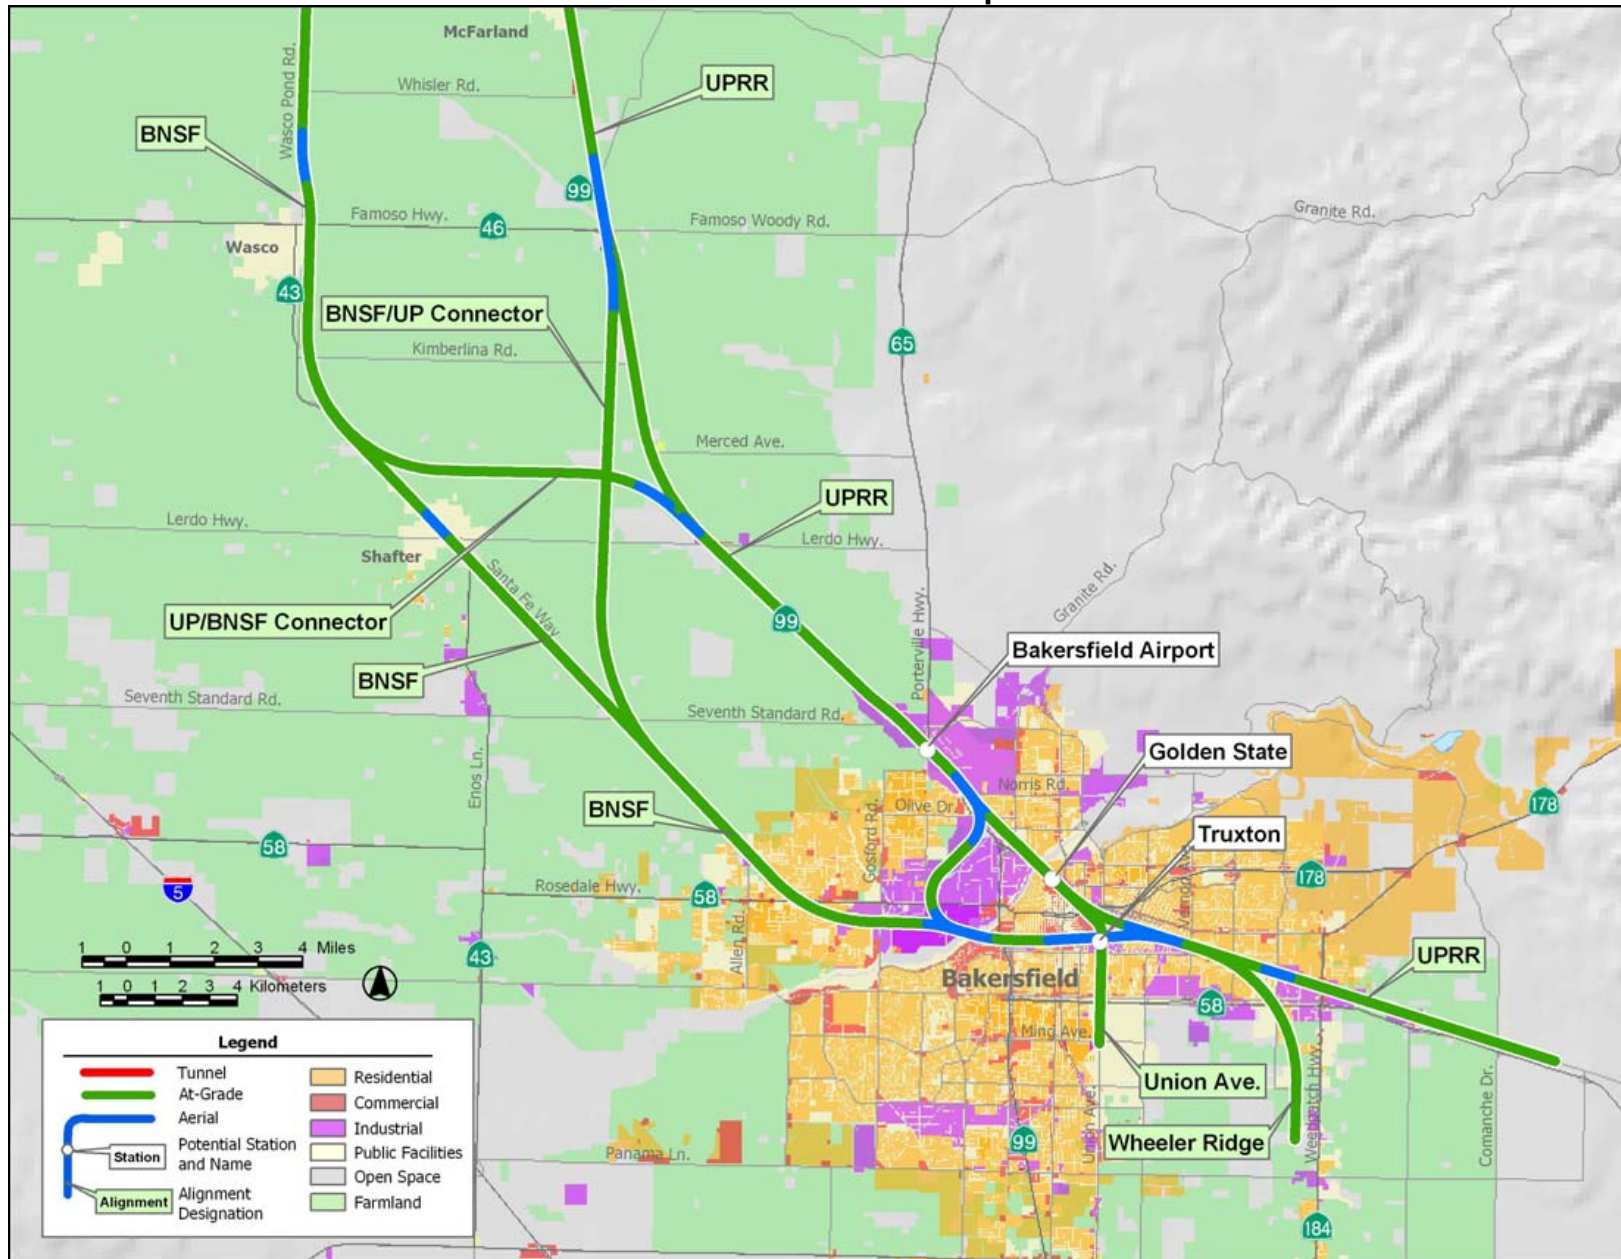 McFarland
Wasco Pond Rd.
Whisler Rd.
UPRR
BNSF
99
Famoso Hwy.
46
Famoso Woody Rd.
Granite Rd.
Wasco
43
BNSF/UP Connector
Kimberlina Rd.
65
Merced Ave.
UPRR
Lerdo Hwy.
Lerdo Hwy.
Shafter
Santa Fe Way
UP/BNSF Connector
99
Granite Rd.
Porterville Hwy.
Bakersfield Airport
BNSF
Seventh Standard Rd.
Seventh Standard Rd.
Golden State
Enos Ln.
BNSF
Norris Rd.
Olive Dr.
Gosford Rd.
178
Truxton
58
5
Rosedale Hwy.
58
178
Allen Rd.
43
UPRR
Bakersfield
58
Ming Ave.
Union Ave.
Union Ave.
Wheeler Ridge
Weedpatch Hwy.
Comanche Dr.
99
Panama Ln.
184
1 0 1 2 3 4 Miles
1 0 1 2 3 4 Kilometers
Legend
Tunnel
At-Grade
Aerial
Station
Potential Station
and Name
Alignment
Alignment
Designation
Residential
Commercial
Industrial
Public Facilities
Open Space
Farmland